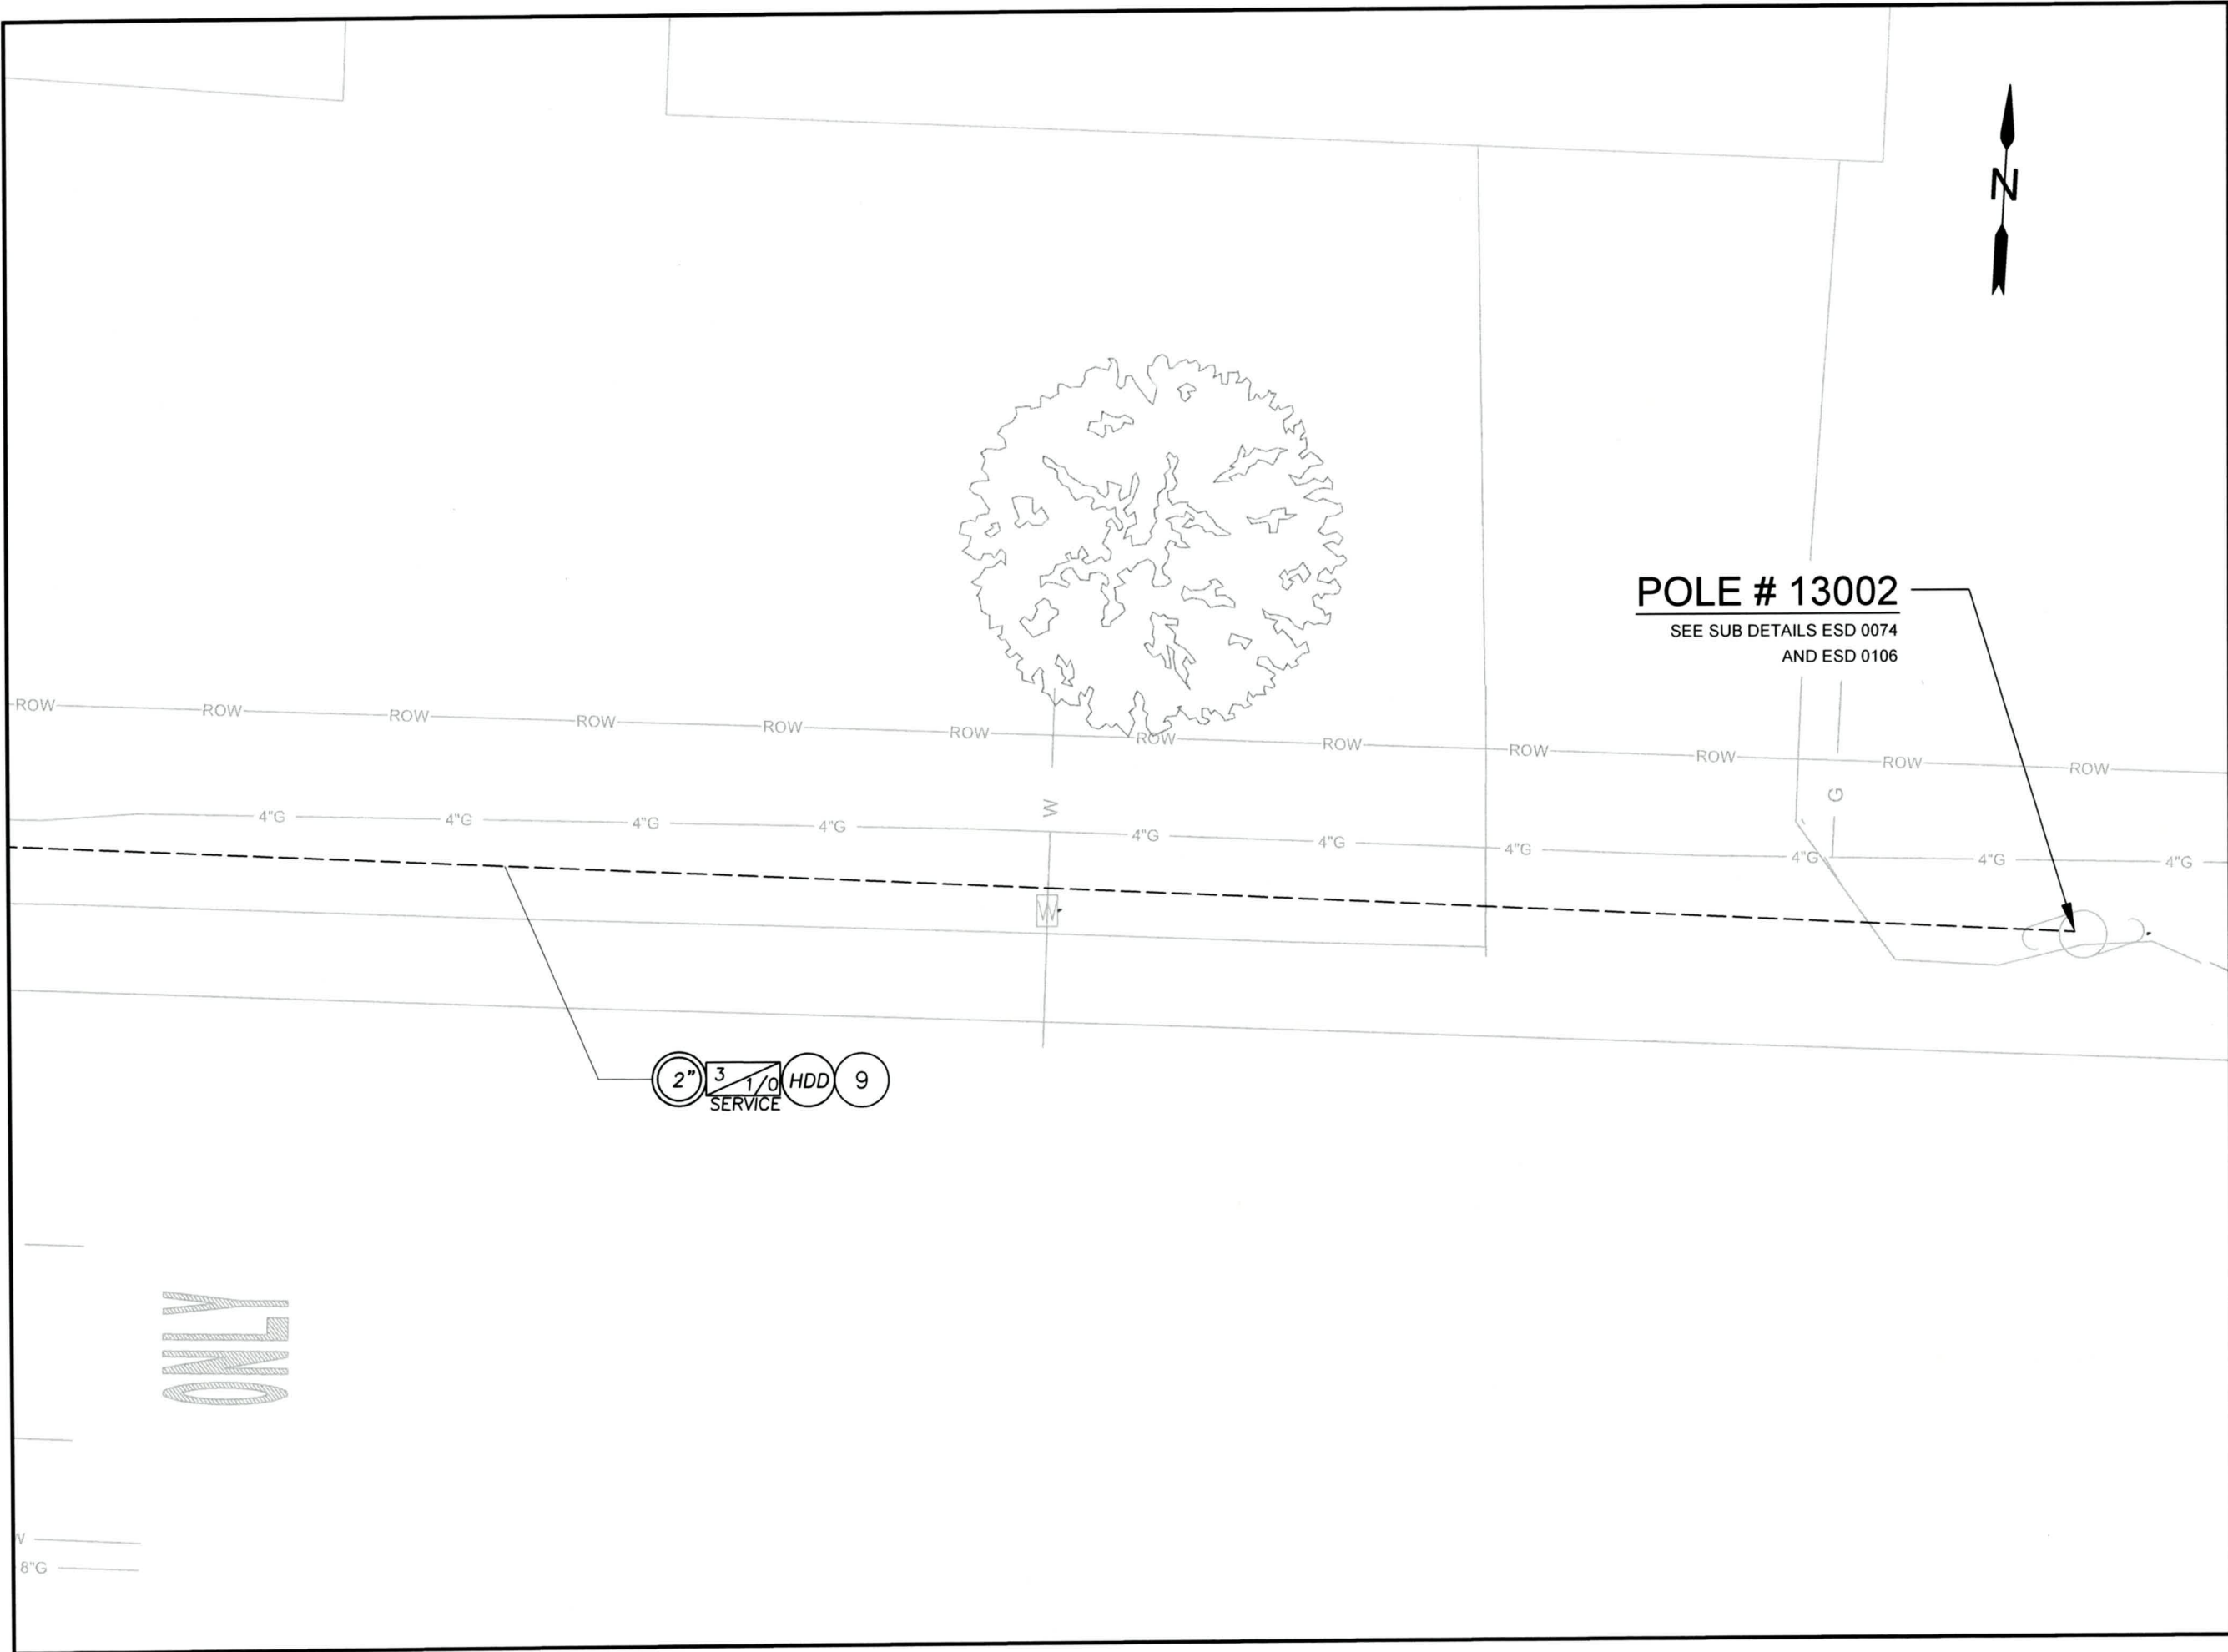 N
POLE # 13002
SEE SUB DETAILS ESD 0074
AND ESD 0106
ROW ROW ROW ROW ROW ROW ROW ROW ROW ROW ROW ROW
W
G
4"G 4"G 4"G 4"G 4"G 4"G 4"G 4"G 4"G 4"G
W
2" 3 1/0 HDD 9
SERVICE
ONLY
8"G